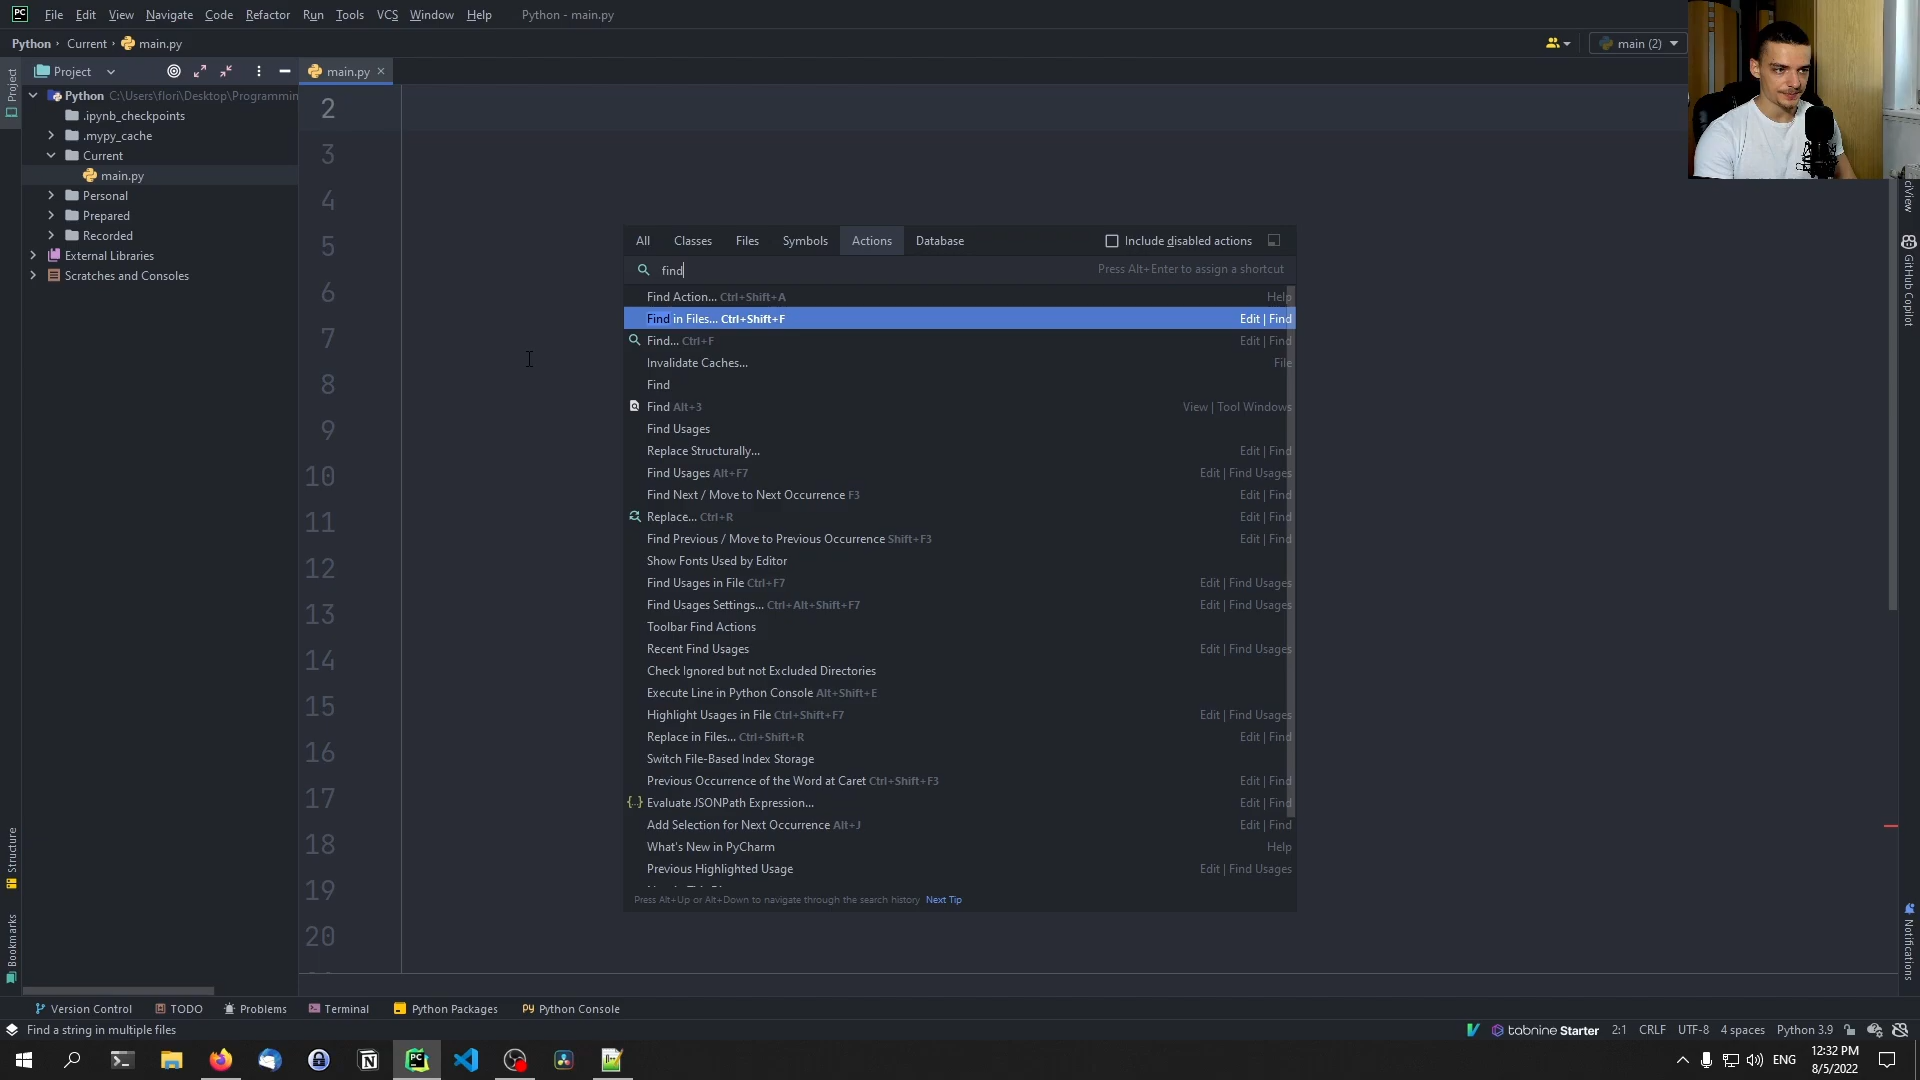 PC File Edit View Navigate Code Refactor Run Tools VCS Window Help Python - main.py
Python › Current › main.py
main (2)
Project
main.py
Python C:\Users\flori\Desktop\Programmin
.ipynb_checkpoints
.mypy_cache
Current
main.py
Personal
Prepared
Recorded
External Libraries
Scratches and Consoles
Project
Structure
Bookmarks
2
3
4
5
6
7
8
9
10
11
12
13
14
15
16
17
18
19
20
All Classes Files Symbols Actions Database Include disabled actions
find Press Alt+Enter to assign a shortcut
Find Action... Ctrl+Shift+A Help
Find in Files... Ctrl+Shift+F Edit | Find
Find... Ctrl+F Edit | Find
Invalidate Caches... File
Find
Find Alt+3 View | Tool Windows
Find Usages
Replace Structurally... Edit | Find
Find Usages Alt+F7 Edit | Find Usages
Find Next / Move to Next Occurrence F3 Edit | Find
Replace... Ctrl+R Edit | Find
Find Previous / Move to Previous Occurrence Shift+F3 Edit | Find
Show Fonts Used by Editor
Find Usages in File Ctrl+F7 Edit | Find Usages
Find Usages Settings... Ctrl+Alt+Shift+F7 Edit | Find Usages
Toolbar Find Actions
Recent Find Usages Edit | Find Usages
Check Ignored but not Excluded Directories
Execute Line in Python Console Alt+Shift+E
Highlight Usages in File Ctrl+Shift+F7 Edit | Find Usages
Replace in Files... Ctrl+Shift+R Edit | Find
Switch File-Based Index Storage
Previous Occurrence of the Word at Caret Ctrl+Shift+F3 Edit | Find
{..} Evaluate JSONPath Expression... Edit | Find
Add Selection for Next Occurrence Alt+J Edit | Find
What's New in PyCharm Help
Previous Highlighted Usage Edit | Find Usages
Press Alt+Up or Alt+Down to navigate through the search history Next Tip
ciView
GitHub Copilot
Notifications
Version Control TODO Problems Terminal Python Packages Python Console
Find a string in multiple files
tabnine Starter 2:1 CRLF UTF-8 4 spaces Python 3.9
ENG
12:32 PM
8/5/2022